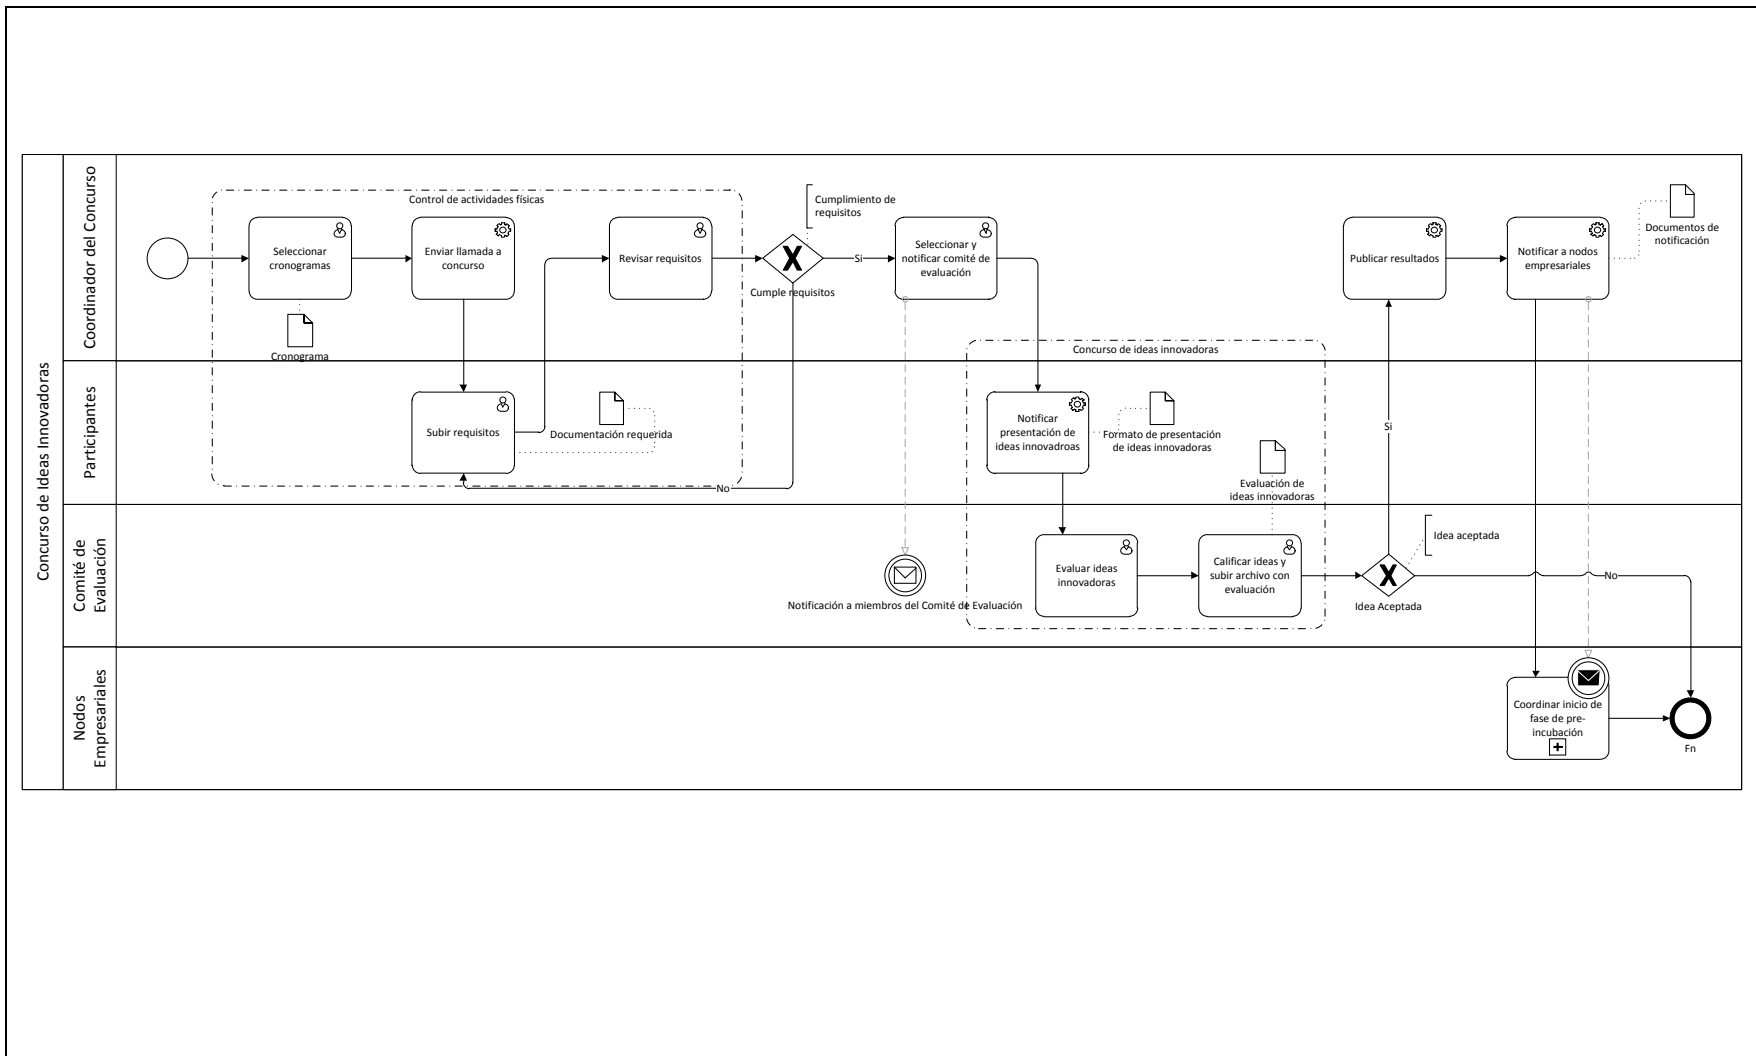 Concurso de Ideas Innovadoras
Coordinador del Concurso
Control de actividades físicas
Seleccionar
cronogramas
Cronograma
Enviar llamada a
concurso
Revisar requisitos
Cumplimiento de
requisitos
Cumple requisitos
Si
Seleccionar y
notificar comité de
evaluación
Publicar resultados
Notificar a nodos
empresariales
Documentos de
notificación
Participantes
Subir requisitos
Documentación requerida
No
Concurso de ideas innovadoras
Notificar
presentación de
ideas innovadroas
Formato de presentación
de ideas innovadoras
Evaluación de
ideas innovadoras
Si
Comité de
Evaluación
Notificación a miembros del Comité de Evaluación
Evaluar ideas
innovadoras
Calificar ideas y
subir archivo con
evaluación
Idea aceptada
Idea Aceptada
No
Nodos
Empresariales
Coordinar inicio de
fase de pre-
incubación
Fn